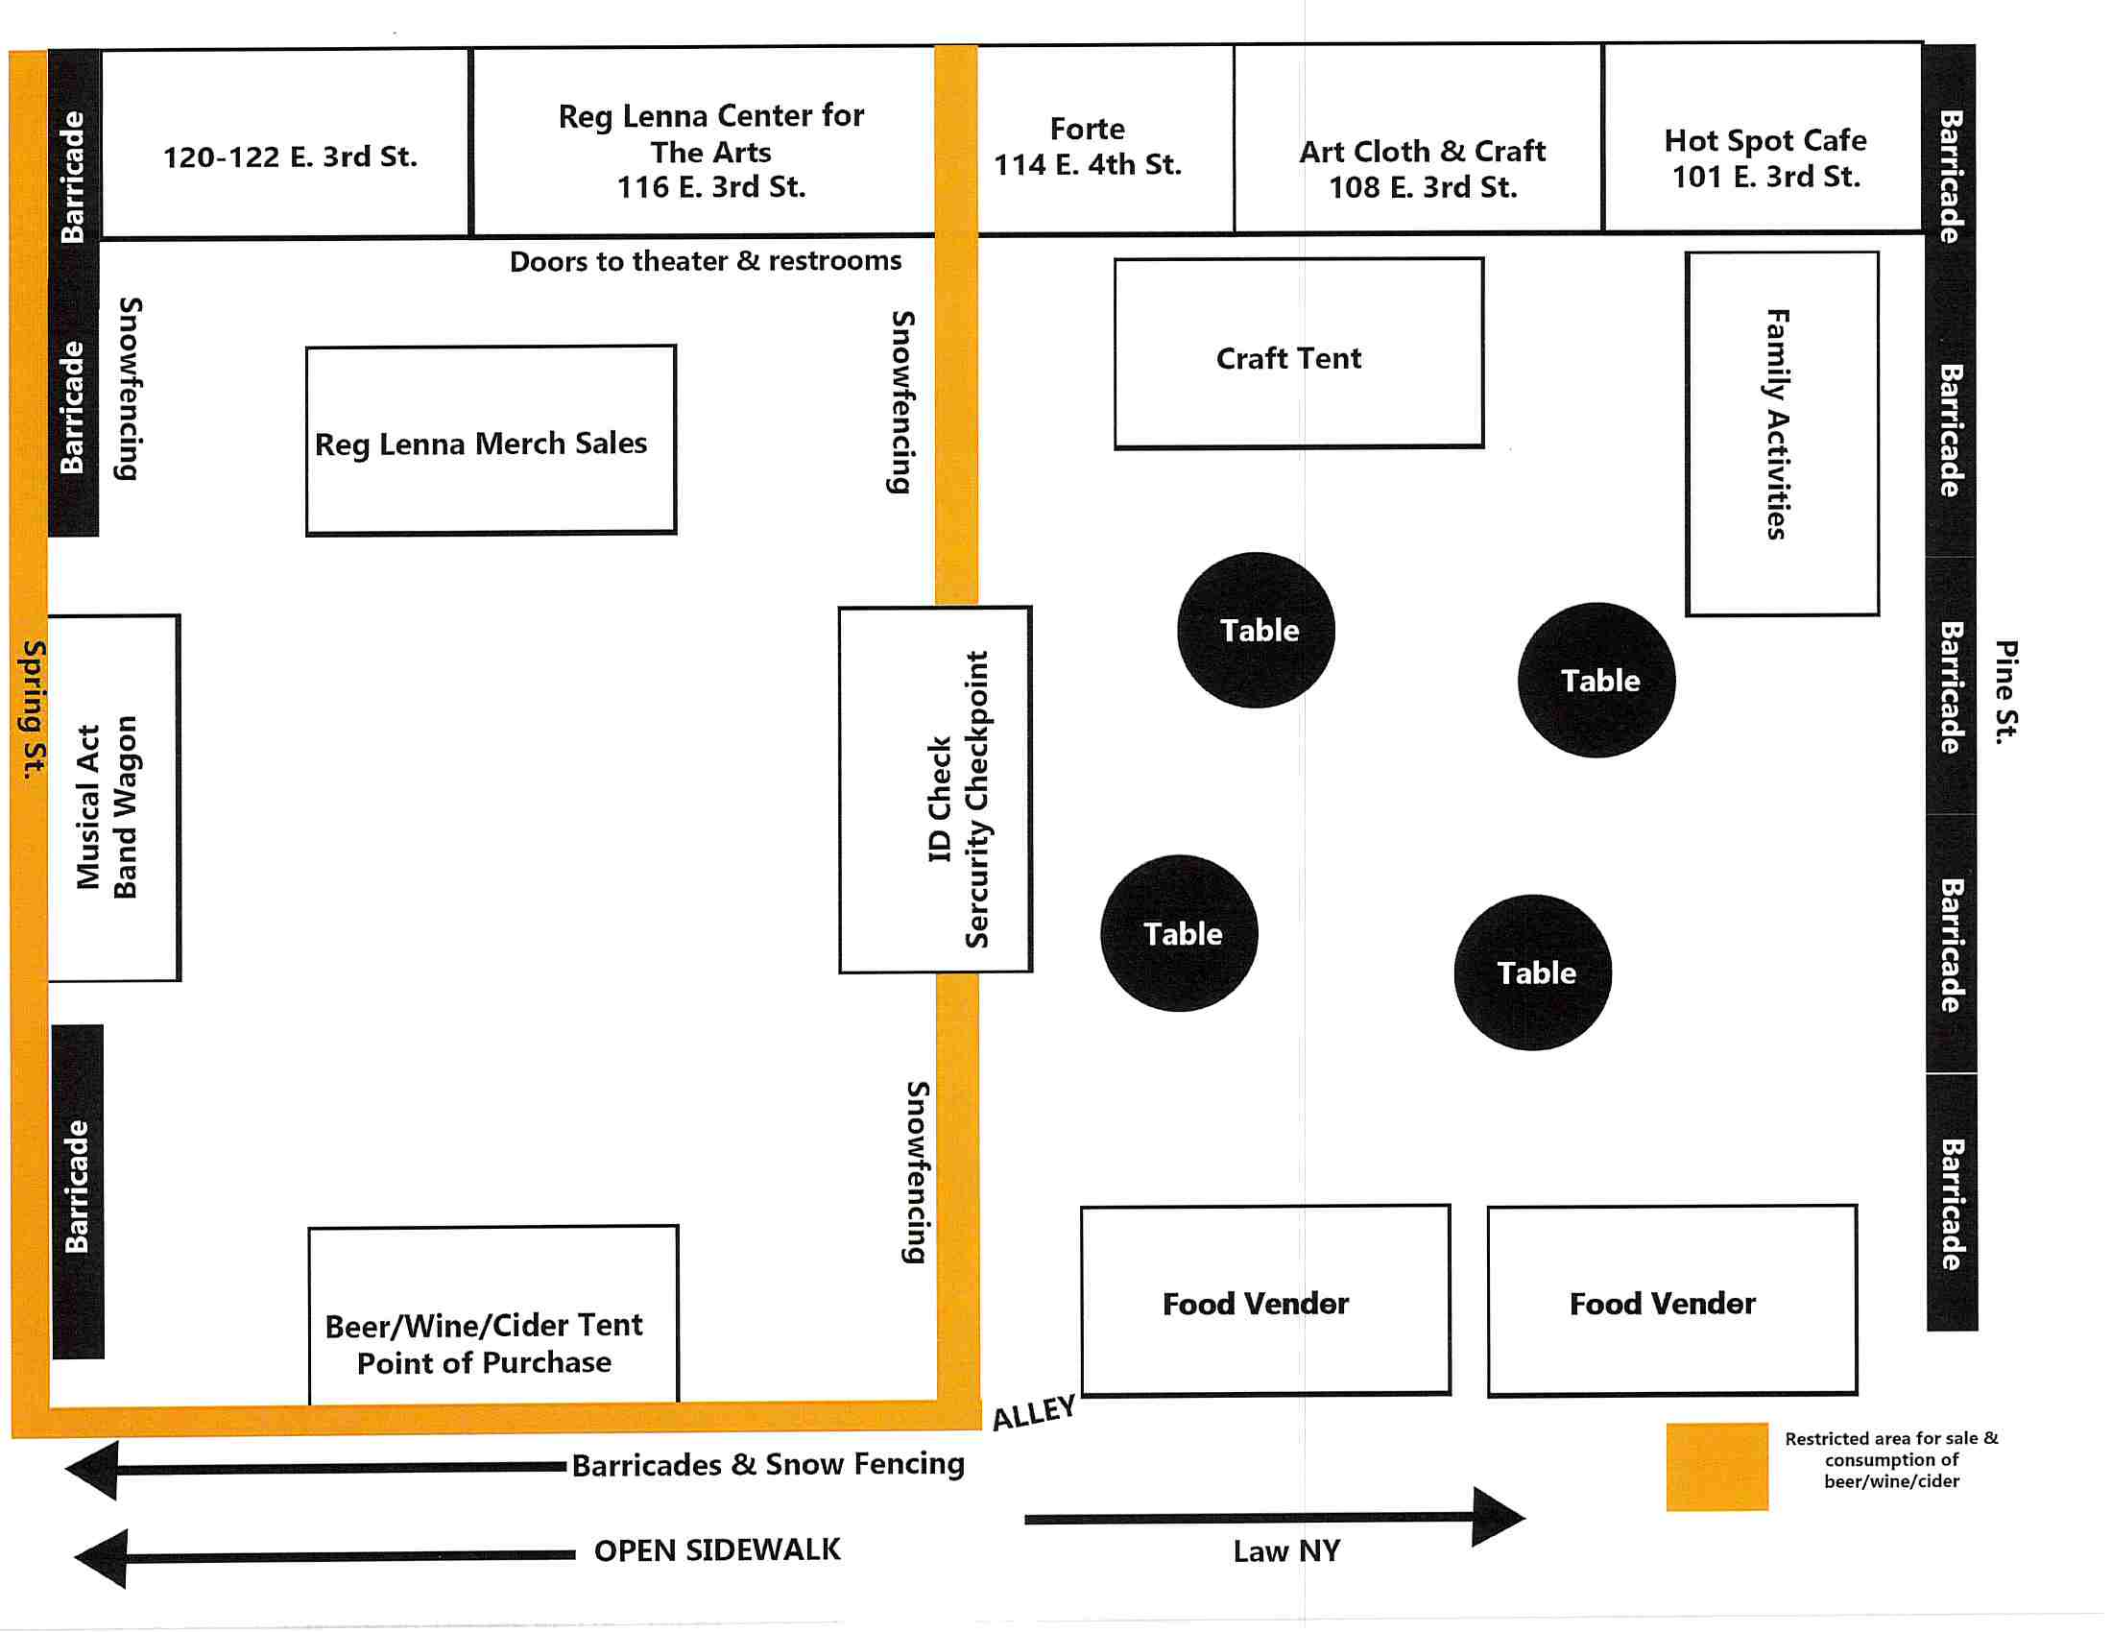 Barricade
120-122 E. 3rd St.
Reg Lenna Center for
The Arts
116 E. 3rd St.
Forte
114 E. 4th St.
Art Cloth & Craft
108 E. 3rd St.
Hot Spot Cafe
101 E. 3rd St.
Barricade
Doors to theater & restrooms
Barricade
Snowfencing
Reg Lenna Merch Sales
Snowfencing
Craft Tent
Family Activities
Barricade
Spring St.
Musical Act
Band Wagon
ID Check
Sercurity Checkpoint
Table
Table
Table
Table
Barricade
Pine St.
Barricade
Barricade
Snowfencing
Beer/Wine/Cider Tent
Point of Purchase
Food Vender
Food Vender
Barricade
ALLEY
Barricades & Snow Fencing
OPEN SIDEWALK
Law NY
Restricted area for sale &
consumption of
beer/wine/cider